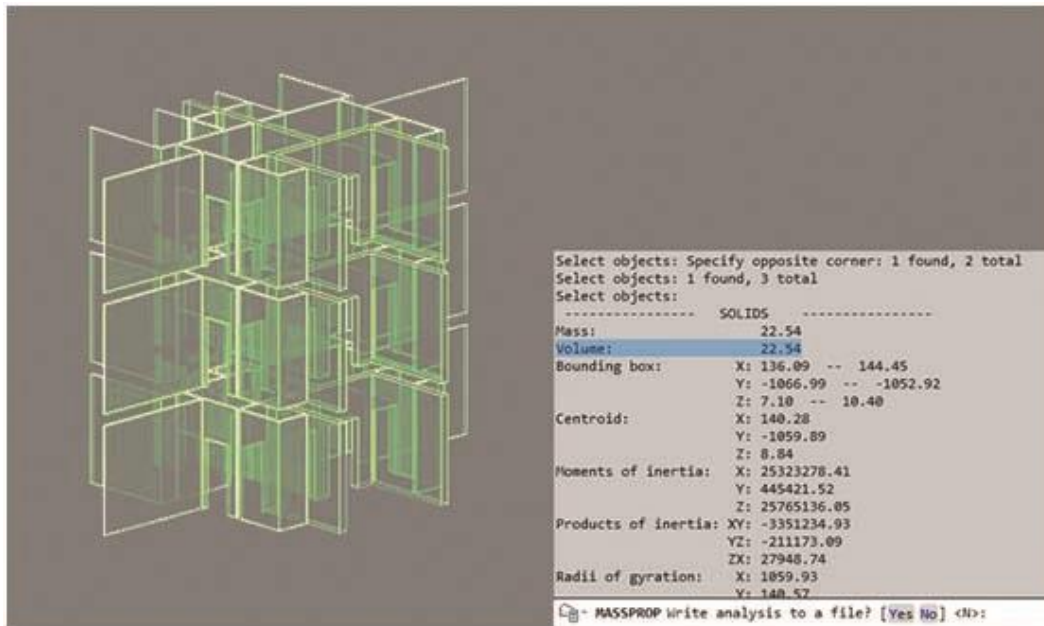 Select objects: Specify opposite corner: 1 found, 2 total
Select objects: 1 found, 3 total
Select objects:
---------------- SOLIDS ----------------
Mass: 22.54
Volume: 22.54
Bounding box: X: 136.09 -- 144.45
Y: -1066.99 -- -1052.92
Z: 7.10 -- 10.40
Centroid: X: 140.28
Y: -1059.89
Z: 8.84
Moments of inertia: X: 25323278.41
Y: 445421.52
Z: 25765136.05
Products of inertia: XY: -3351234.93
YZ: -211173.09
ZX: 27948.74
Radii of gyration: X: 1059.93
Y: 140.57
MASSPROP Write analysis to a file? [Yes No] <N>: